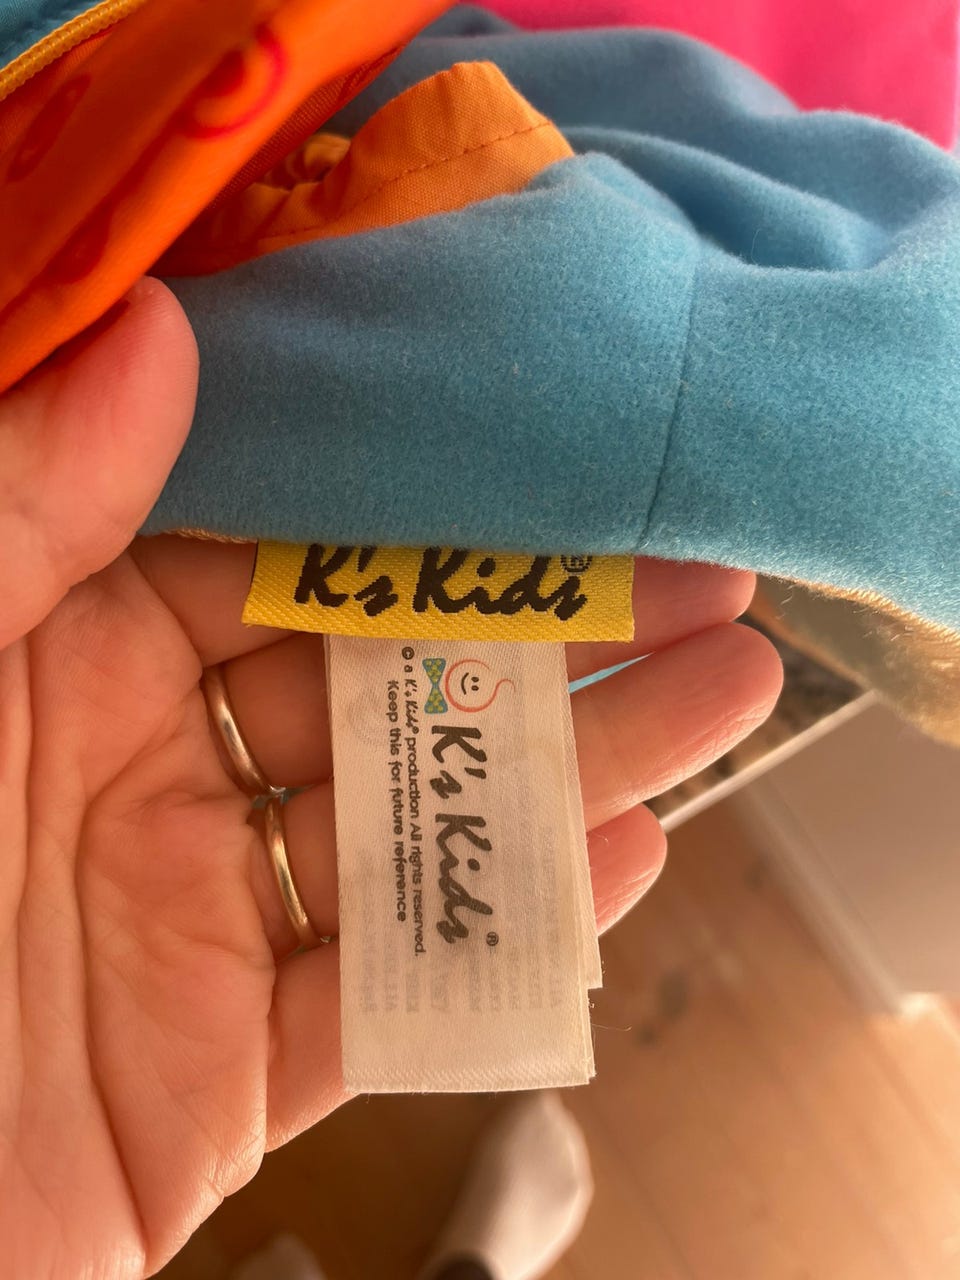 K's Kids®
K's Kids®
© a K's Kids® production All rights reserved.
Keep this for future reference